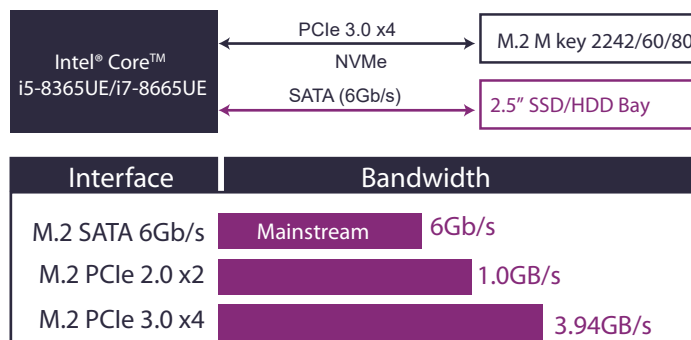 PCIe 3.0 x4
NVMe
Intel® Core™
i5-8365UE/i7-8665UE
M.2 M key 2242/60/80
SATA (6Gb/s)
2.5” SSD/HDD Bay
Interface Bandwidth
M.2 SATA 6Gb/s Mainstream 6Gb/s
M.2 PCIe 2.0 x2 1.0GB/s
M.2 PCIe 3.0 x4 3.94GB/s